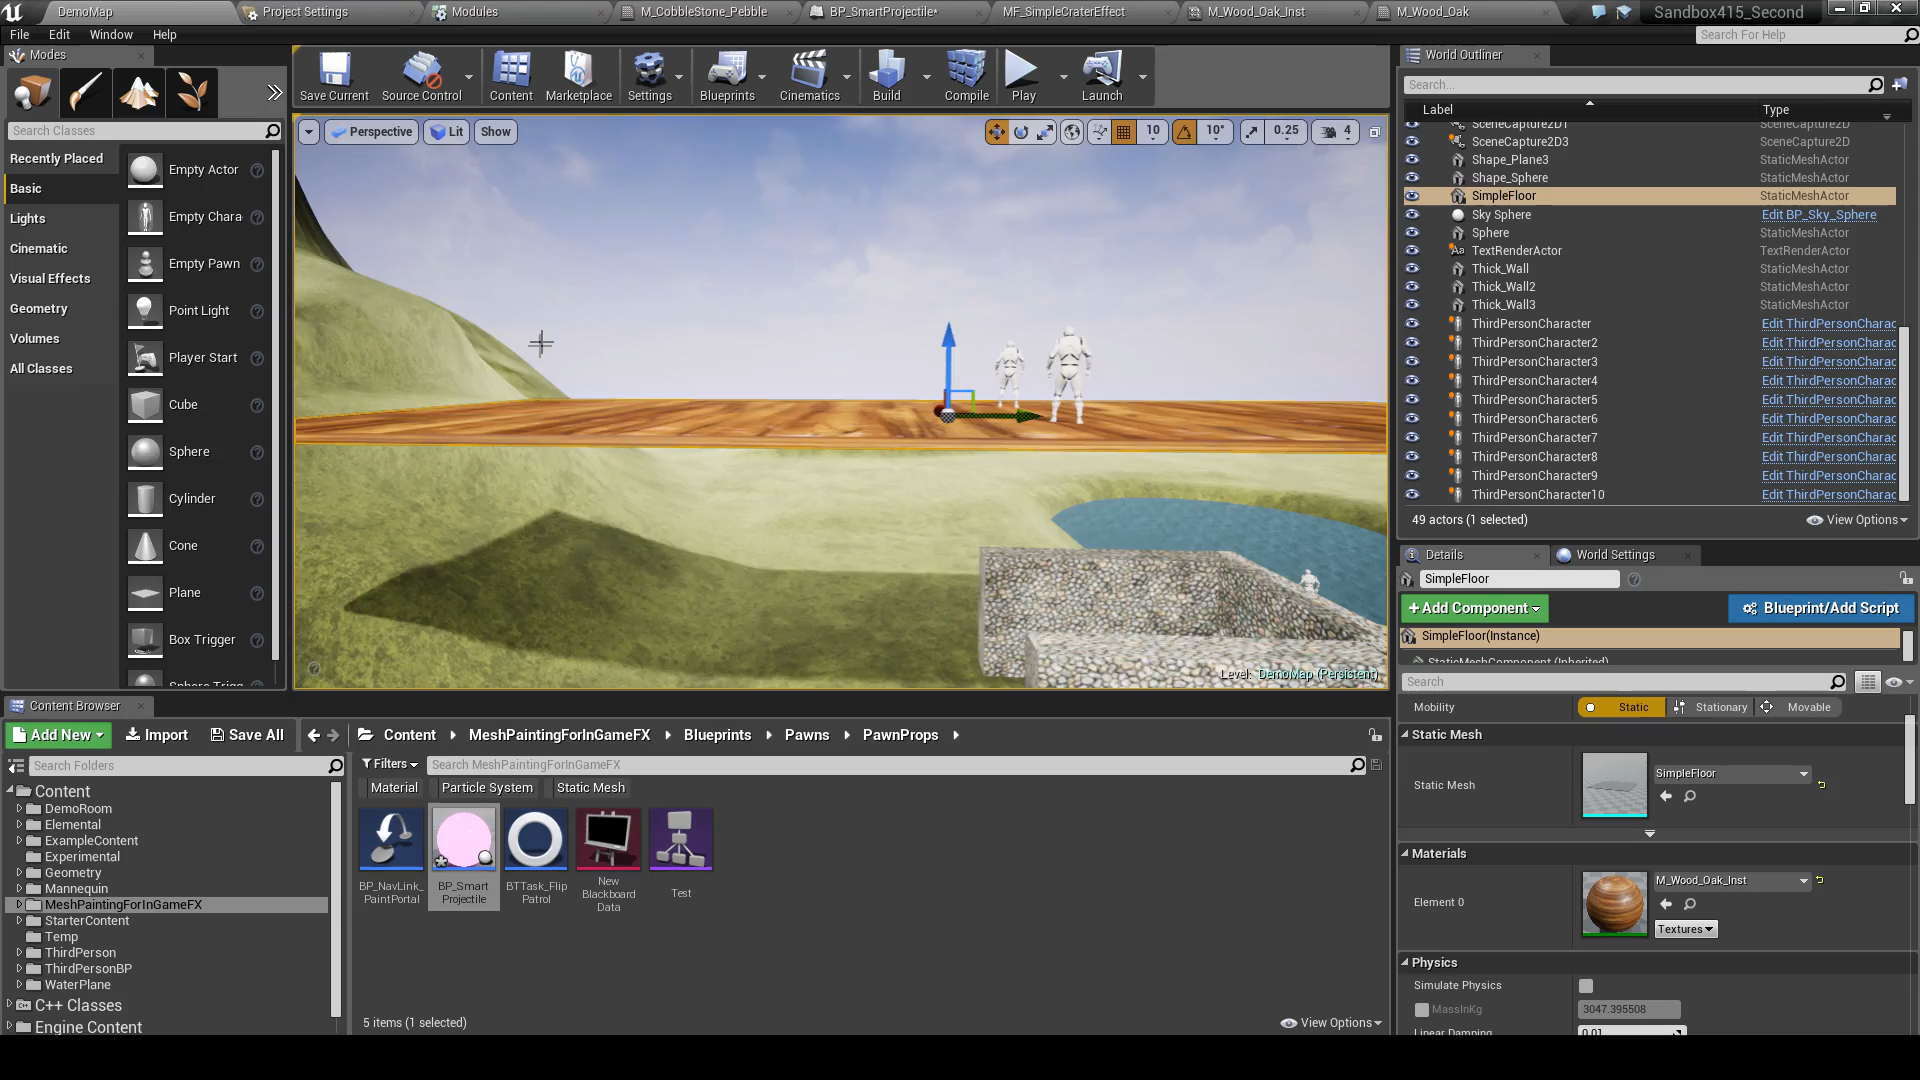 DemoMap
Project Settings
Modules
M_CobbleStone_Pebble
BP_SmartProjectile*
MF_SimpleCraterEffect
M_Wood_Oak_Inst
M_Wood_Oak
Sandbox415_Second
File Edit Window Help
Search For Help
Modes
Save Current
Source Control
Content
Marketplace
Settings
Blueprints
Cinematics
Build
Compile
Play
Launch
Search Classes
Recently Placed
Basic
Lights
Cinematic
Visual Effects
Geometry
Volumes
All Classes
Empty Actor
Empty Chara
Empty Pawn
Point Light
Player Start
Cube
Sphere
Cylinder
Cone
Plane
Box Trigger
Sphere Trigg
Perspective Lit Show
10 10° 0.25 4
Level: DemoMap (Persistent)
World Outliner
Search...
Label Type
SceneCapture2D1 SceneCapture2D
SceneCapture2D3 SceneCapture2D
Shape_Plane3 StaticMeshActor
Shape_Sphere StaticMeshActor
SimpleFloor StaticMeshActor
Sky Sphere Edit BP_Sky_Sphere
Sphere StaticMeshActor
TextRenderActor TextRenderActor
Thick_Wall StaticMeshActor
Thick_Wall2 StaticMeshActor
Thick_Wall3 StaticMeshActor
ThirdPersonCharacter Edit ThirdPersonCharac
ThirdPersonCharacter2 Edit ThirdPersonCharac
ThirdPersonCharacter3 Edit ThirdPersonCharac
ThirdPersonCharacter4 Edit ThirdPersonCharac
ThirdPersonCharacter5 Edit ThirdPersonCharac
ThirdPersonCharacter6 Edit ThirdPersonCharac
ThirdPersonCharacter7 Edit ThirdPersonCharac
ThirdPersonCharacter8 Edit ThirdPersonCharac
ThirdPersonCharacter9 Edit ThirdPersonCharac
ThirdPersonCharacter10 Edit ThirdPersonCharac
49 actors (1 selected)
View Options
Details
World Settings
SimpleFloor
+Add Component
Blueprint/Add Script
SimpleFloor(Instance)
StaticMeshComponent (Inherited)
Search
Mobility Static Stationary Movable
Static Mesh
Static Mesh SimpleFloor
Materials
Element 0 M_Wood_Oak_Inst
Textures
Physics
Simulate Physics
MassInKg 3047.395508
Linear Damping 0.01
Content Browser
Add New Import Save All
Content MeshPaintingForInGameFX Blueprints Pawns PawnProps
Search Folders
Filters
Search MeshPaintingForInGameFX
Material Particle System Static Mesh
Content
DemoRoom
Elemental
ExampleContent
Experimental
Geometry
Mannequin
MeshPaintingForInGameFX
StarterContent
Temp
ThirdPerson
ThirdPersonBP
WaterPlane
C++ Classes
Engine Content
BP_NavLink_
PaintPortal
BP_Smart
Projectile
BTTask_Flip
Patrol
New
Blackboard
Data
Test
5 items (1 selected)
View Options